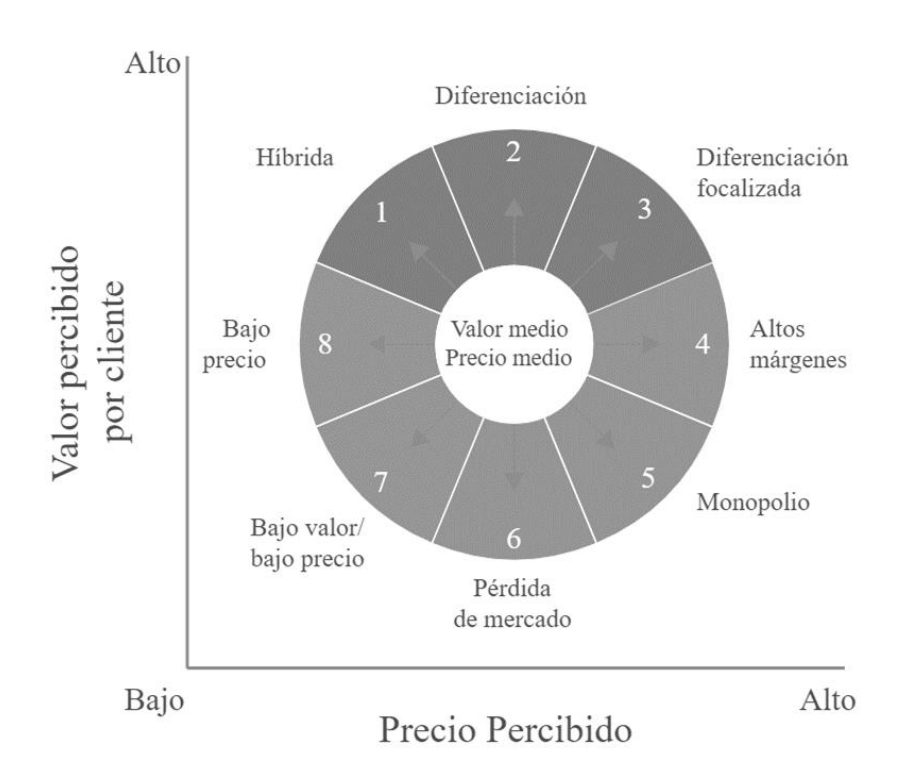 Alto
Diferenciación
Híbrida
2
Diferenciación
focalizada
1
3
Valor percibido
por cliente
Bajo
precio
8
Valor medio
Precio medio
4
Altos
márgenes
7
5
Monopolio
Bajo valor/
bajo precio
6
Pérdida
de mercado
Bajo
Alto
Precio Percibido